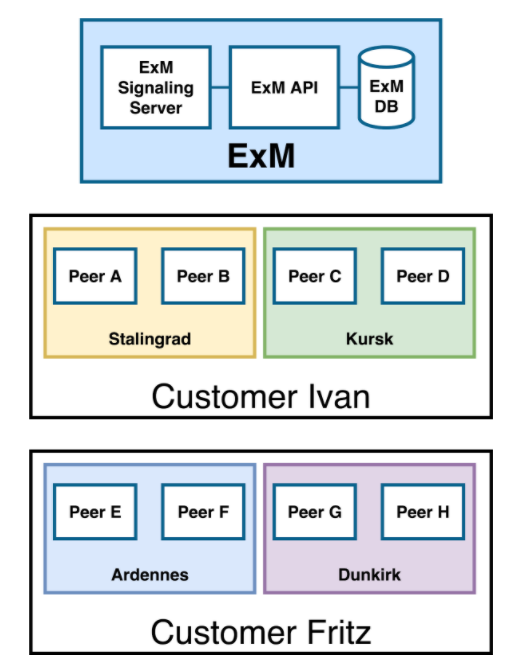 ExM
Signaling
Server
ExM API
ExM
DB
ExM
Peer A
Peer B
Peer C
Peer D
Stalingrad
Kursk
Customer Ivan
Peer E
Peer F
Peer G
Peer H
Ardennes
Dunkirk
Customer Fritz